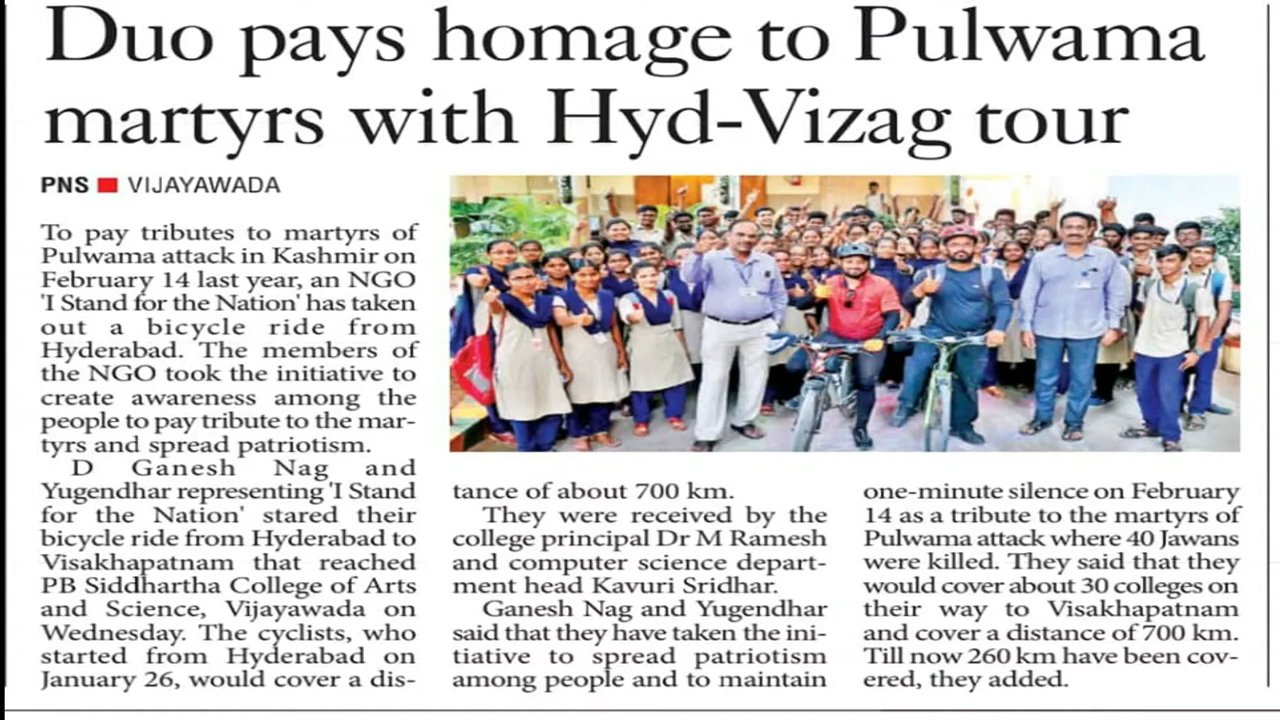 Duo pays homage to Pulwama
martyrs with Hyd-Vizag tour
PNS ■ VIJAYAWADA
To pay tributes to martyrs of
Pulwama attack in Kashmir on
February 14 last year, an NGO
'I Stand for the Nation' has taken
out a bicycle ride from
Hyderabad. The members of
the NGO took the initiative to
create awareness among the
people to pay tribute to the mar-
tyrs and spread patriotism.
D Ganesh Nag and
Yugendhar representing 'I Stand
for the Nation' stared their
bicycle ride from Hyderabad to
Visakhapatnam that reached
PB Siddhartha College of Arts
and Science, Vijayawada on
Wednesday. The cyclists, who
started from Hyderabad on
January 26, would cover a dis-
tance of about 700 km.
They were received by the
college principal Dr M Ramesh
and computer science depart-
ment head Kavuri Sridhar.
Ganesh Nag and Yugendhar
said that they have taken the ini-
tiative to spread patriotism
among people and to maintain
one-minute silence on February
14 as a tribute to the martyrs of
Pulwama attack where 40 Jawans
were killed. They said that they
would cover about 30 colleges on
their way to Visakhapatnam
and cover a distance of 700 km.
Till now 260 km have been cov-
ered, they added.